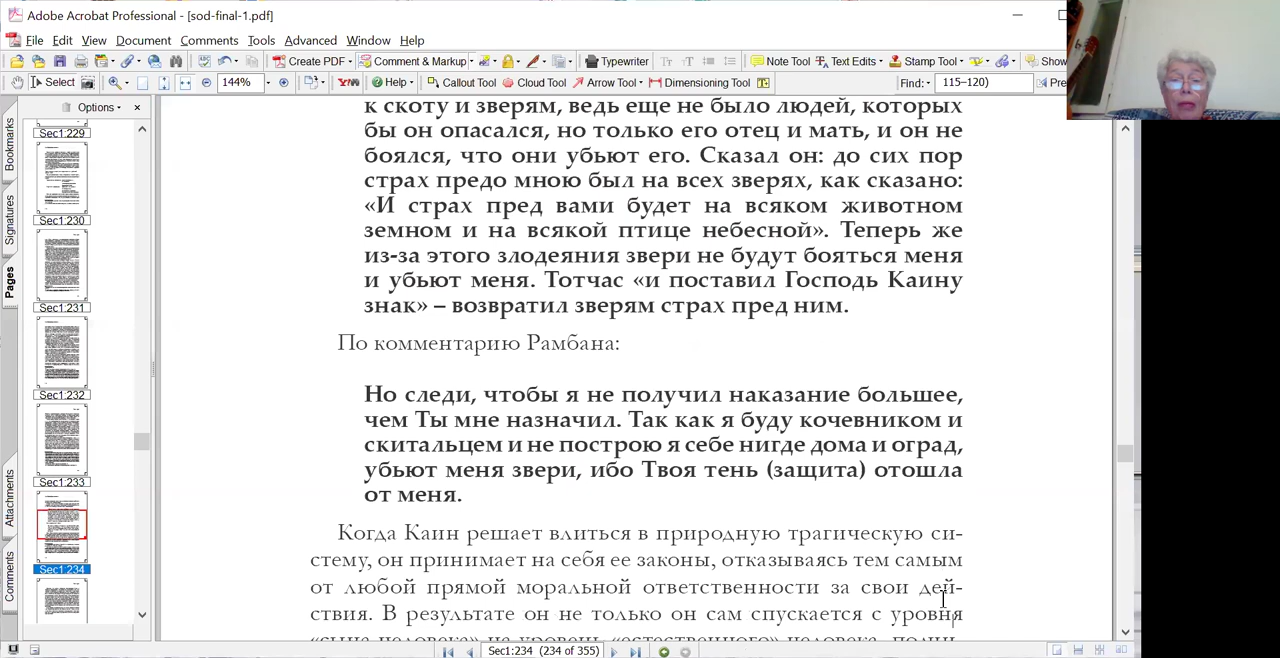 Adobe Acrobat Professional - [sod-final-1.pdf]
File Edit View Document Comments Tools Advanced Window Help
Create PDF Comment & Markup Typewriter Note Tool Text Edits Stamp Tool Show
Select 144% Help Callout Tool Cloud Tool Arrow Tool Dimensioning Tool Find: 115–120) Pre
Options
Bookmarks
Signatures
Pages
Attachments
Comments
Sec1:229
Sec1:230
Sec1:231
Sec1:232
Sec1:233
Sec1:234
к скоту и зверям, ведь еще не было людей, которых
бы он опасался, но только его отец и мать, и он не
боялся, что они убьют его. Сказал он: до сих пор
страх предо мною был на всех зверях, как сказано:
«И страх пред вами будет на всяком животном
земном и на всякой птице небесной». Теперь же
из-за этого злодеяния звери не будут бояться меня
и убьют меня. Тотчас «и поставил Господь Каину
знак» – возвратил зверям страх пред ним.
По комментарию Рамбана:
Но следи, чтобы я не получил наказание большее,
чем Ты мне назначил. Так как я буду кочевником и
скитальцем и не построю я себе нигде дома и оград,
убьют меня звери, ибо Твоя тень (защита) отошла
от меня.
Когда Каин решает влиться в природную трагическую си-
стему, он принимает на себя ее законы, отказываясь тем самым
от любой прямой моральной ответственности за свои дей-
ствия. В результате он не только он сам спускается с уровня
«сына человека» на уровень «естественного» человека, полни-
Sec1:234 (234 of 355)